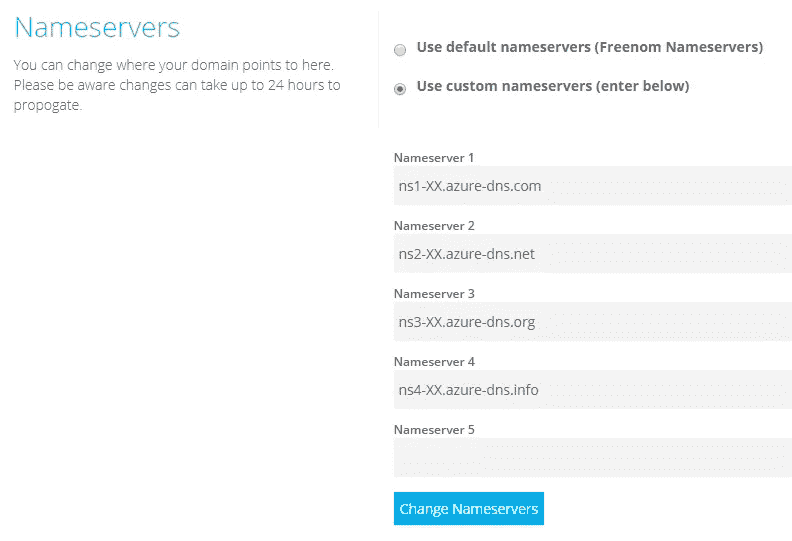 Nameservers
You can change where your domain points to here.
Please be aware changes can take up to 24 hours to
propogate.
Use default nameservers (Freenom Nameservers)
Use custom nameservers (enter below)
Nameserver 1
ns1-XX.azure-dns.com
Nameserver 2
ns2-XX.azure-dns.net
Nameserver 3
ns3-XX.azure-dns.org
Nameserver 4
ns4-XX.azure-dns.info
Nameserver 5
Change Nameservers